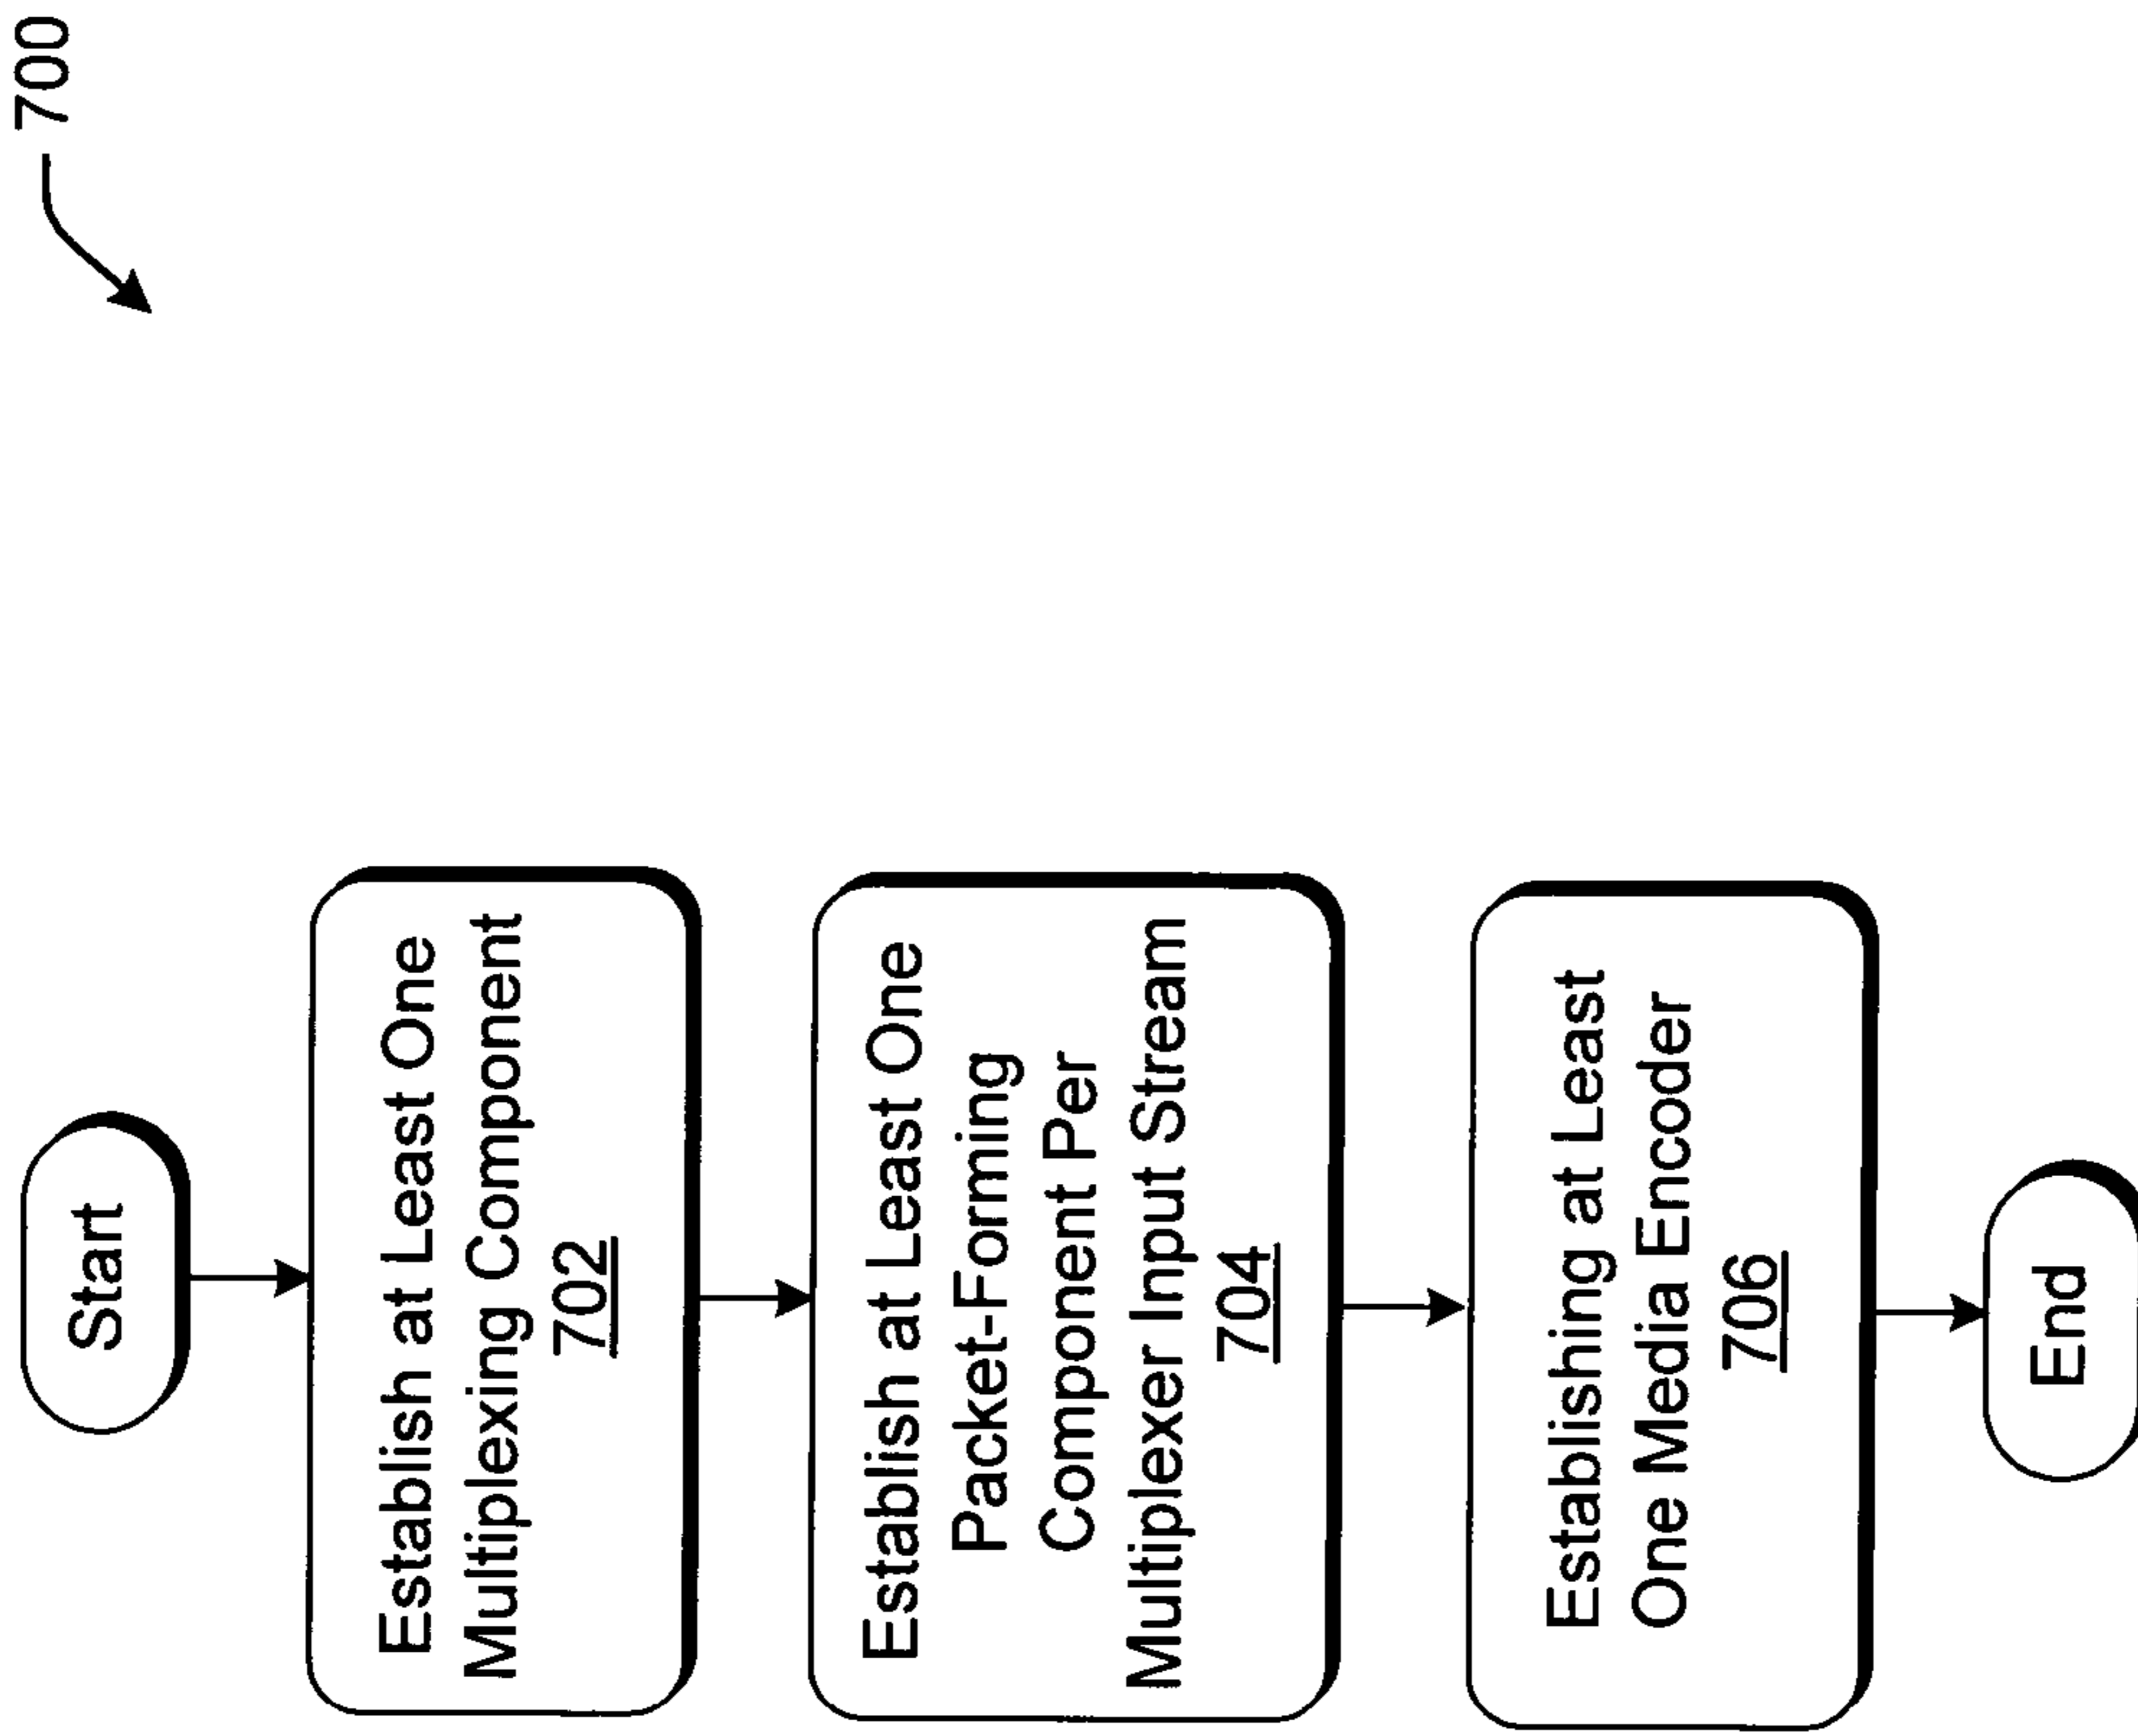 700
Start
Establish at Least One
Multiplexing Component
702
Establish at Least One
Packet-Forming
Component Per
Multiplexer Input Stream
704
Establishing at Least
One Media Encoder
706
End